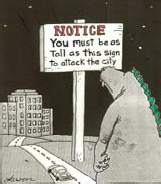 NOTICE
You must be as
Tall as this sign
to attack the city